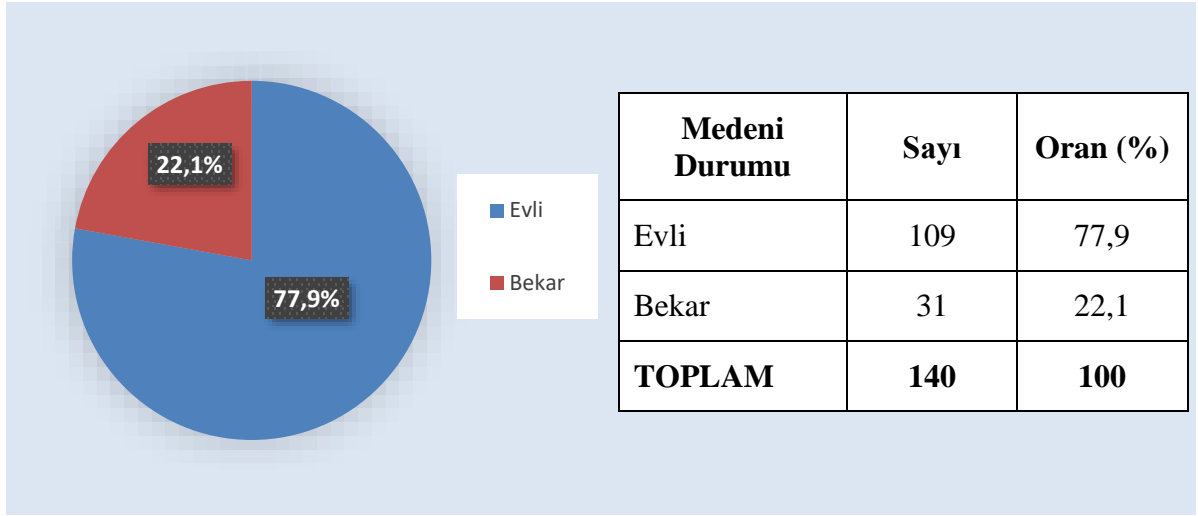 22,1%
77,9%
Evli
Bekar
Medeni
Durumu
Sayı
Oran (%)
Evli 109 77,9
Bekar 31 22,1
TOPLAM 140 100